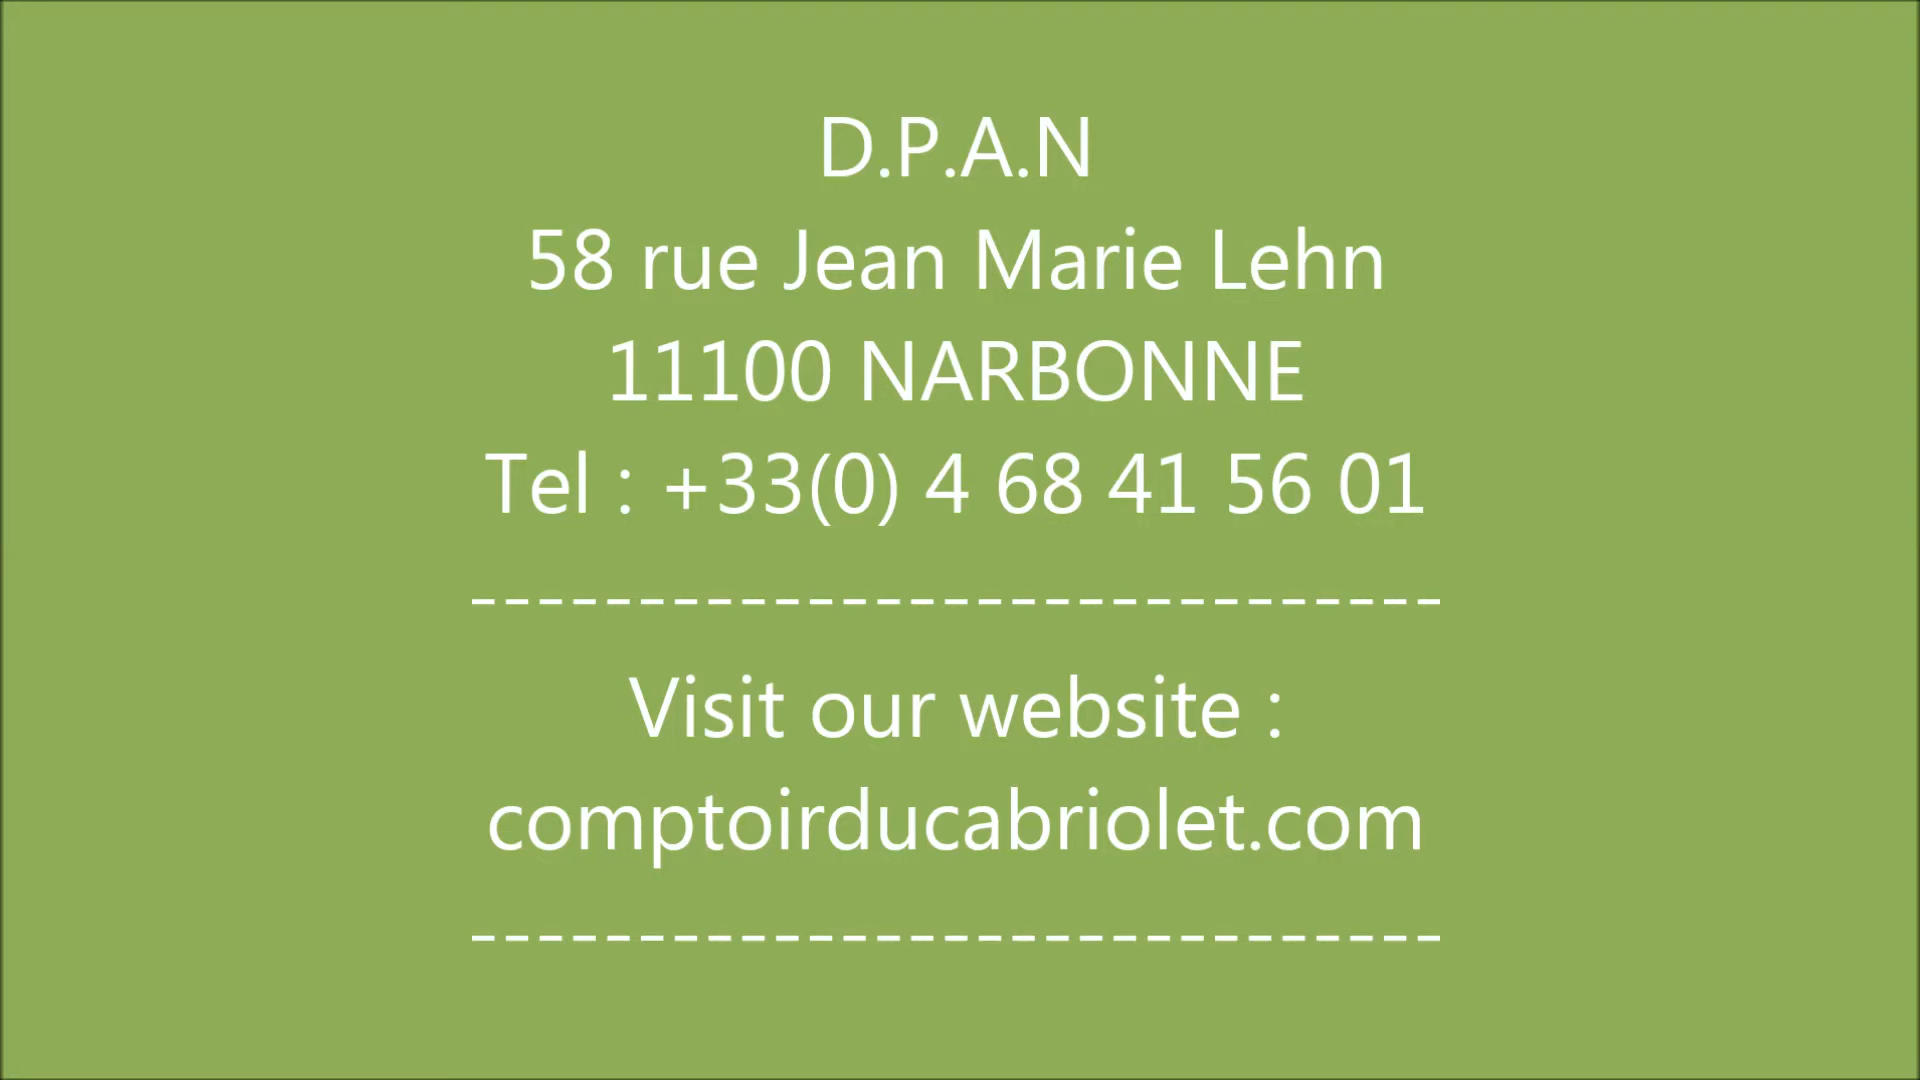 D.P.A.N
58 rue Jean Marie Lehn
11100 NARBONNE
Tel : +33(0) 4 68 41 56 01
-----------------------------
Visit our website :
comptoirducabriolet.com
-----------------------------